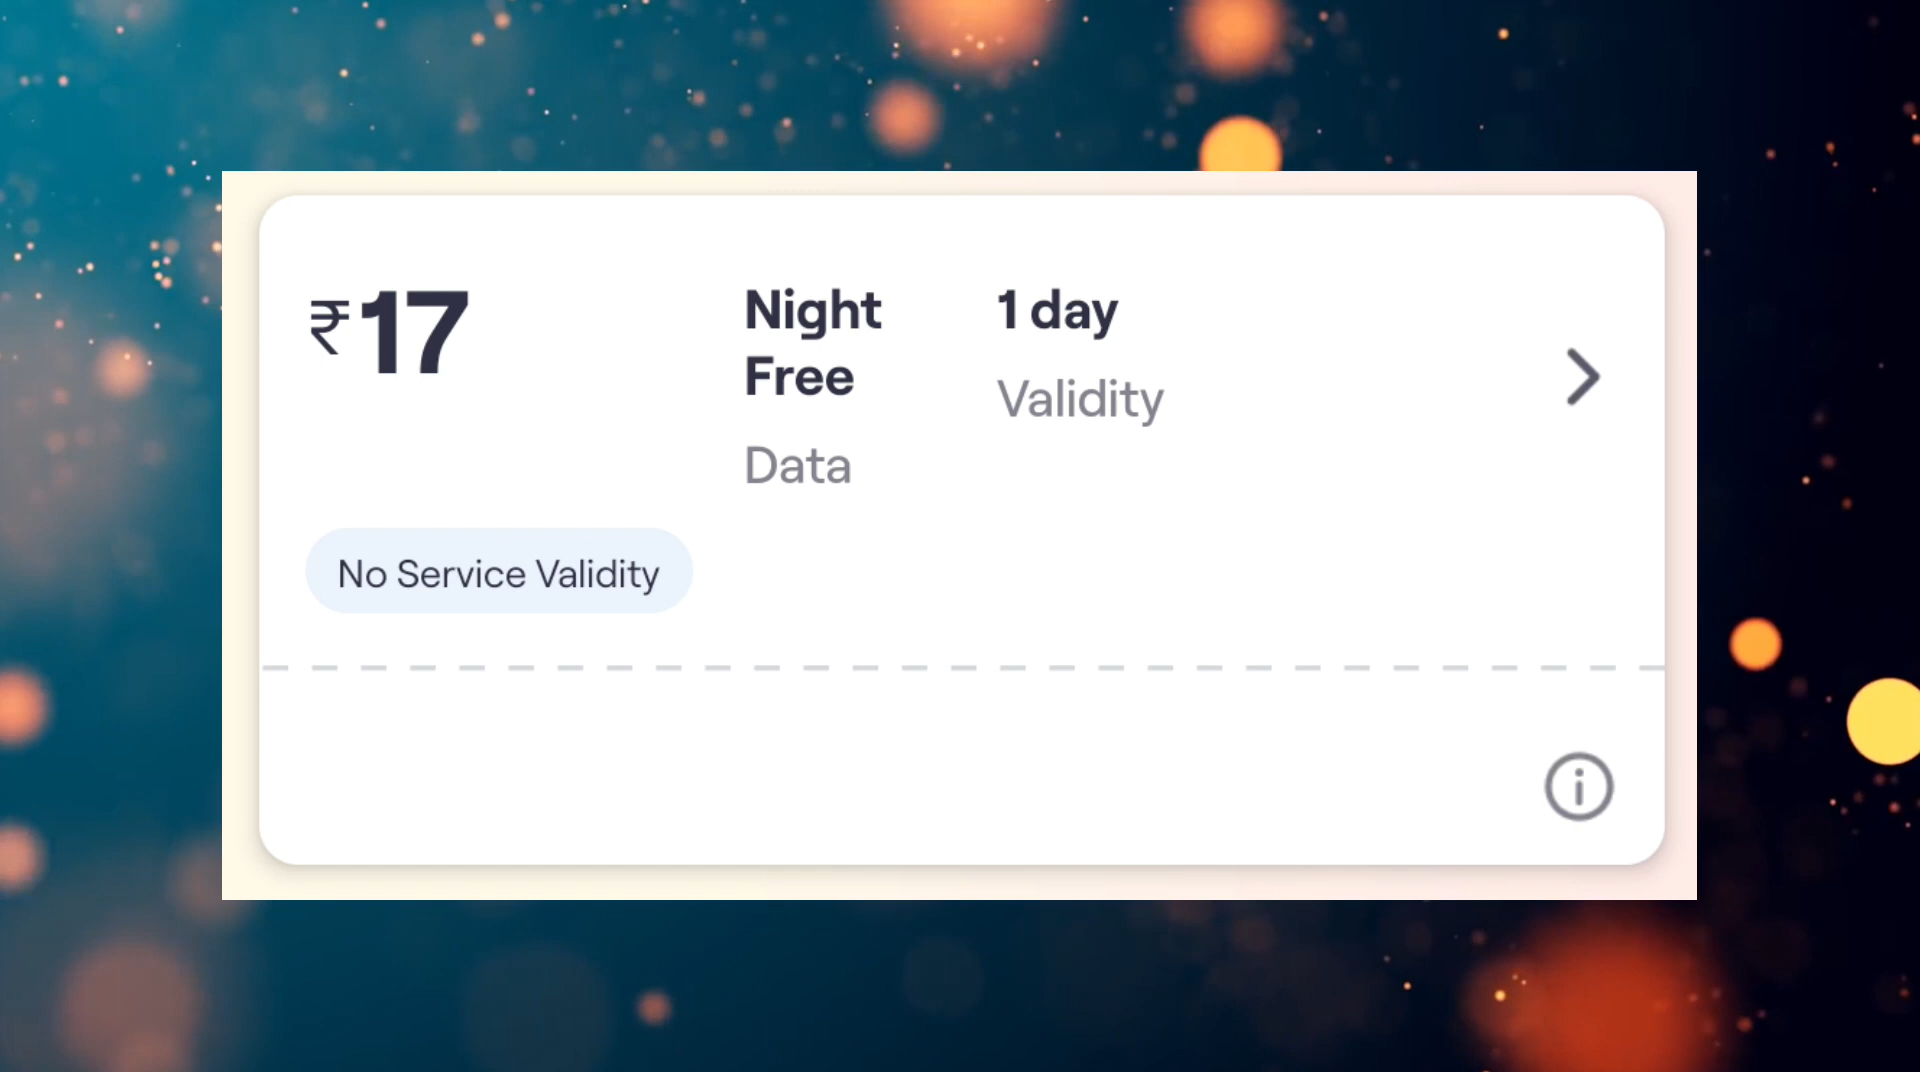 ₹17
Night
Free
Data
1 day
Validity
No Service Validity